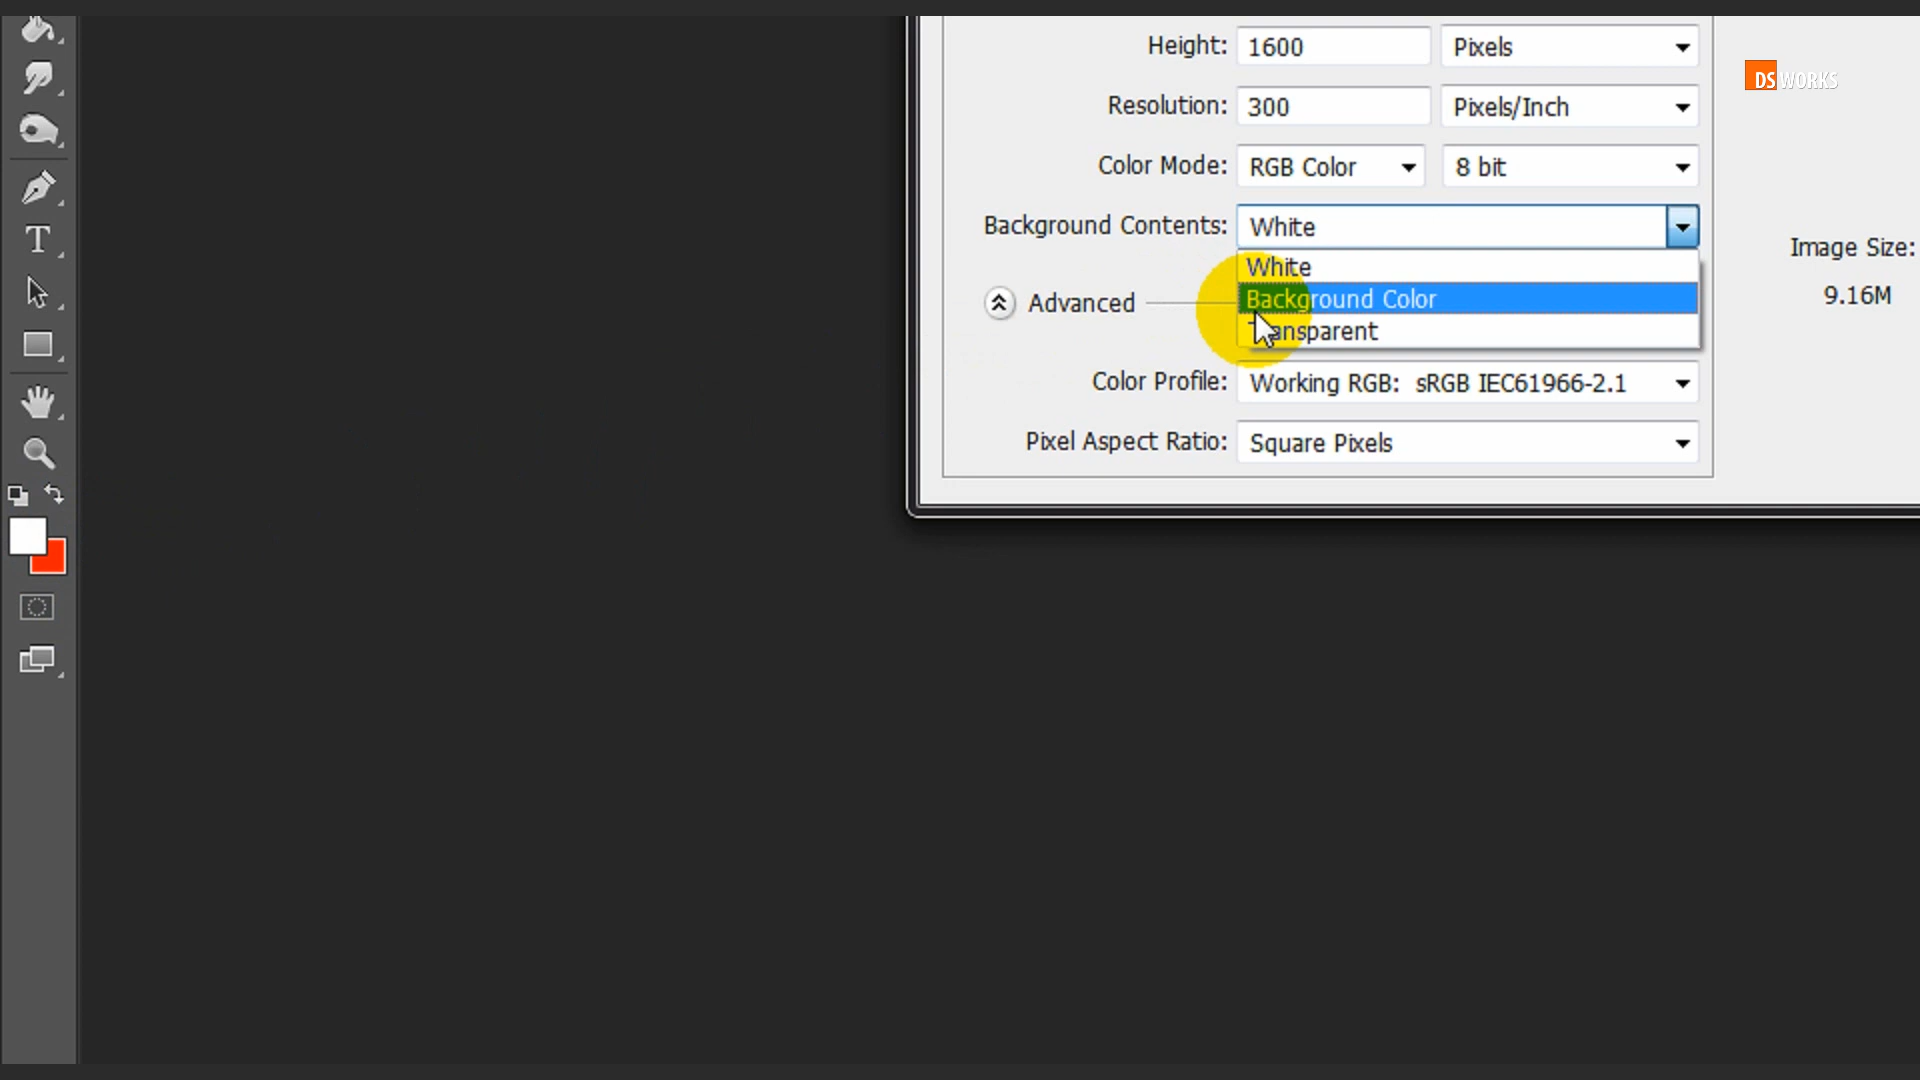 Height: 1600 Pixels
DS WORKS
Resolution: 300 Pixels/Inch
Color Mode: RGB Color 8 bit
Background Contents: White
Image Size:
White
9.16M
Advanced
Background Color
Transparent
Color Profile: Working RGB: sRGB IEC61966-2.1
Pixel Aspect Ratio: Square Pixels